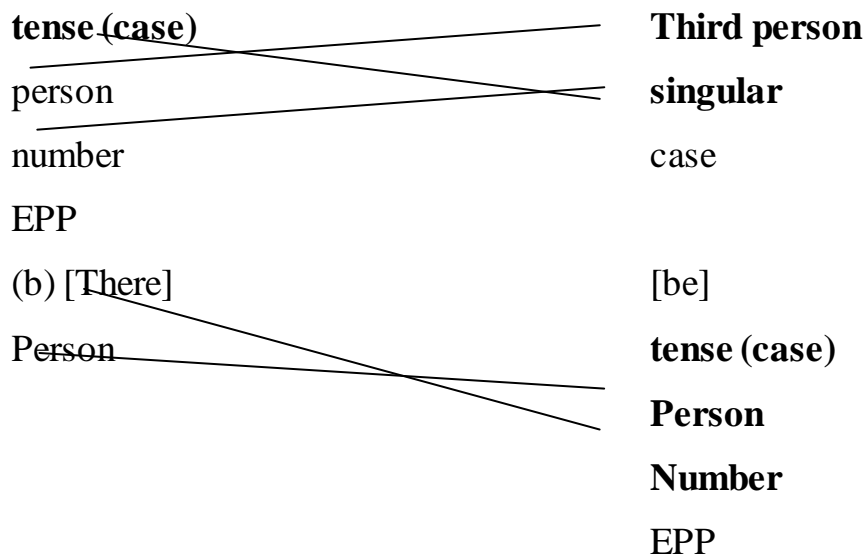 tense (case) Third person
person singular
number case
EPP
(b) [There] [be]
Person tense (case)
Person
Number
EPP